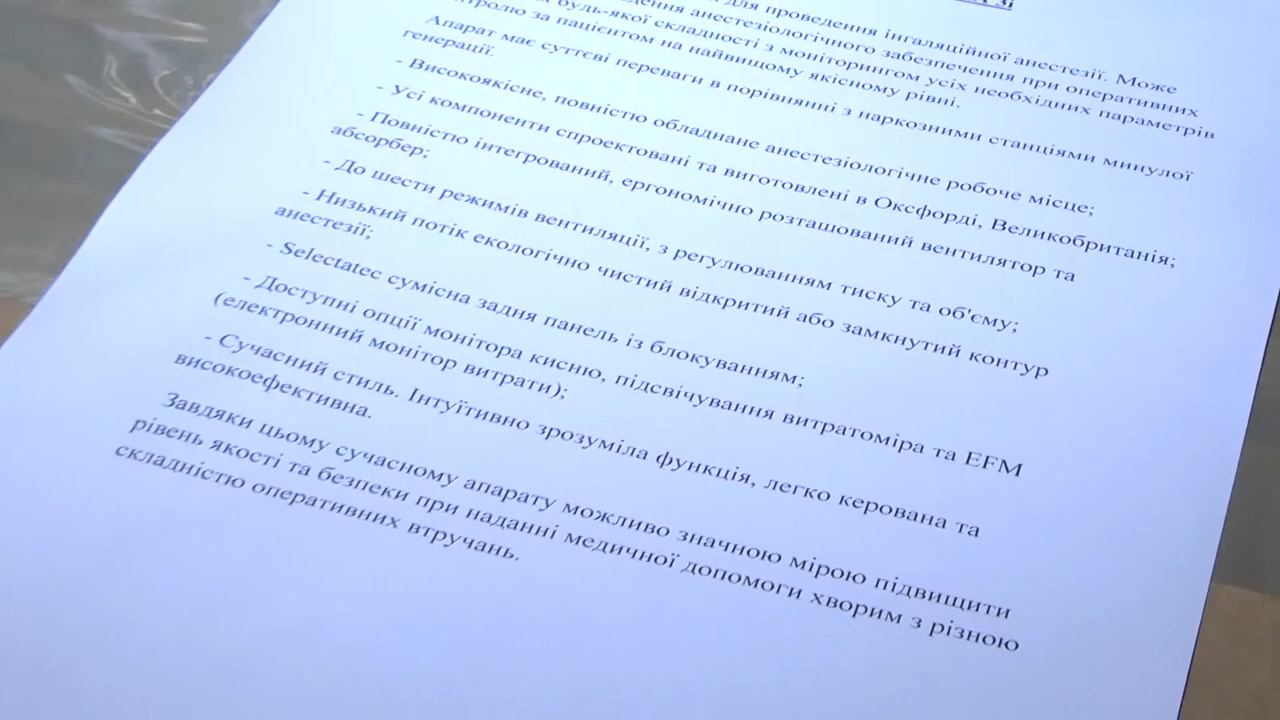 для проведення інгаляційної анестезії. Може
анестезіологічного забезпечення при оперативних
будь-якої складності з моніторингом усіх необхідних параметрів
за пацієнтом на найвищому якісному рівні.
Апарат має суттєві переваги в порівнянні з наркозними станціями минулої
генерації.
- Високоякісне, повністю обладнане анестезіологічне робоче місце;
- Усі компоненти спроектовані та виготовлені в Оксфорді, Великобританія;
- Повністю інтегрований, ергономічно розташований вентилятор та
абсорбер;
- До шести режимів вентиляції, з регулюванням тиску та об'єму;
- Низький потік екологічно чистий відкритий або замкнутий контур
анестезії;
- Selectatec сумісна задня панель із блокуванням;
- Доступні опції монітора кисню, підсвічування витратоміра та EFM
(електронний монітор витрати);
- Сучасний стиль. Інтуїтивно зрозуміла функція, легко керована та
високоефективна.
Завдяки цьому сучасному апарату можливо значною мірою підвищити
рівень якості та безпеки при наданні медичної допомоги хворим з різною
складністю оперативних втручань.